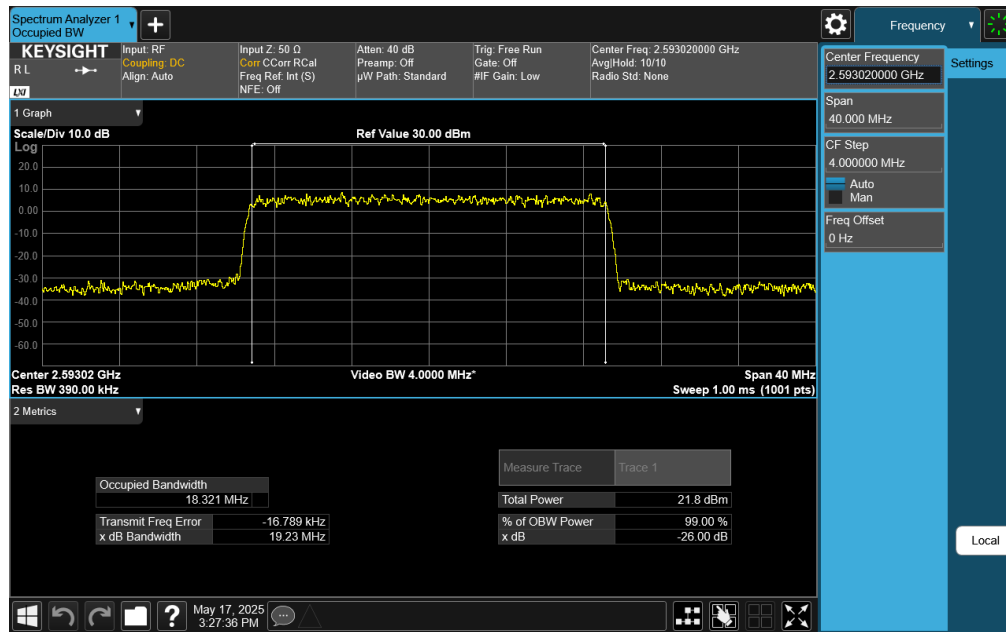 Spectrum Analyzer 1
Occupied BW
▼
+
Frequency ▼
KEYSIGHT
R L
LXI
Input: RF
Coupling: DC
Align: Auto
Input Z: 50 Ω
Corr CCorr RCal
Freq Ref: Int (S)
NFE: Off
Atten: 40 dB
Preamp: Off
µW Path: Standard
Trig: Free Run
Gate: Off
#IF Gain: Low
Center Freq: 2.593020000 GHz
Avg|Hold: 10/10
Radio Std: None
Center Frequency
2.593020000 GHz
Settings
Span
40.000 MHz
CF Step
4.000000 MHz
Auto
Man
Freq Offset
0 Hz
Local
1 Graph ▼
Scale/Div 10.0 dB
Ref Value 30.00 dBm
Log
20.0
10.0
0.00
-10.0
-20.0
-30.0
-40.0
-50.0
-60.0
Center 2.59302 GHz
Video BW 4.0000 MHz*
Span 40 MHz
Res BW 390.00 kHz
Sweep 1.00 ms (1001 pts)
2 Metrics ▼
Measure Trace Trace 1
Occupied Bandwidth
18.321 MHz
Total Power 21.8 dBm
Transmit Freq Error -16.789 kHz
% of OBW Power 99.00 %
x dB Bandwidth 19.23 MHz
x dB -26.00 dB
?
May 17, 2025
3:27:36 PM